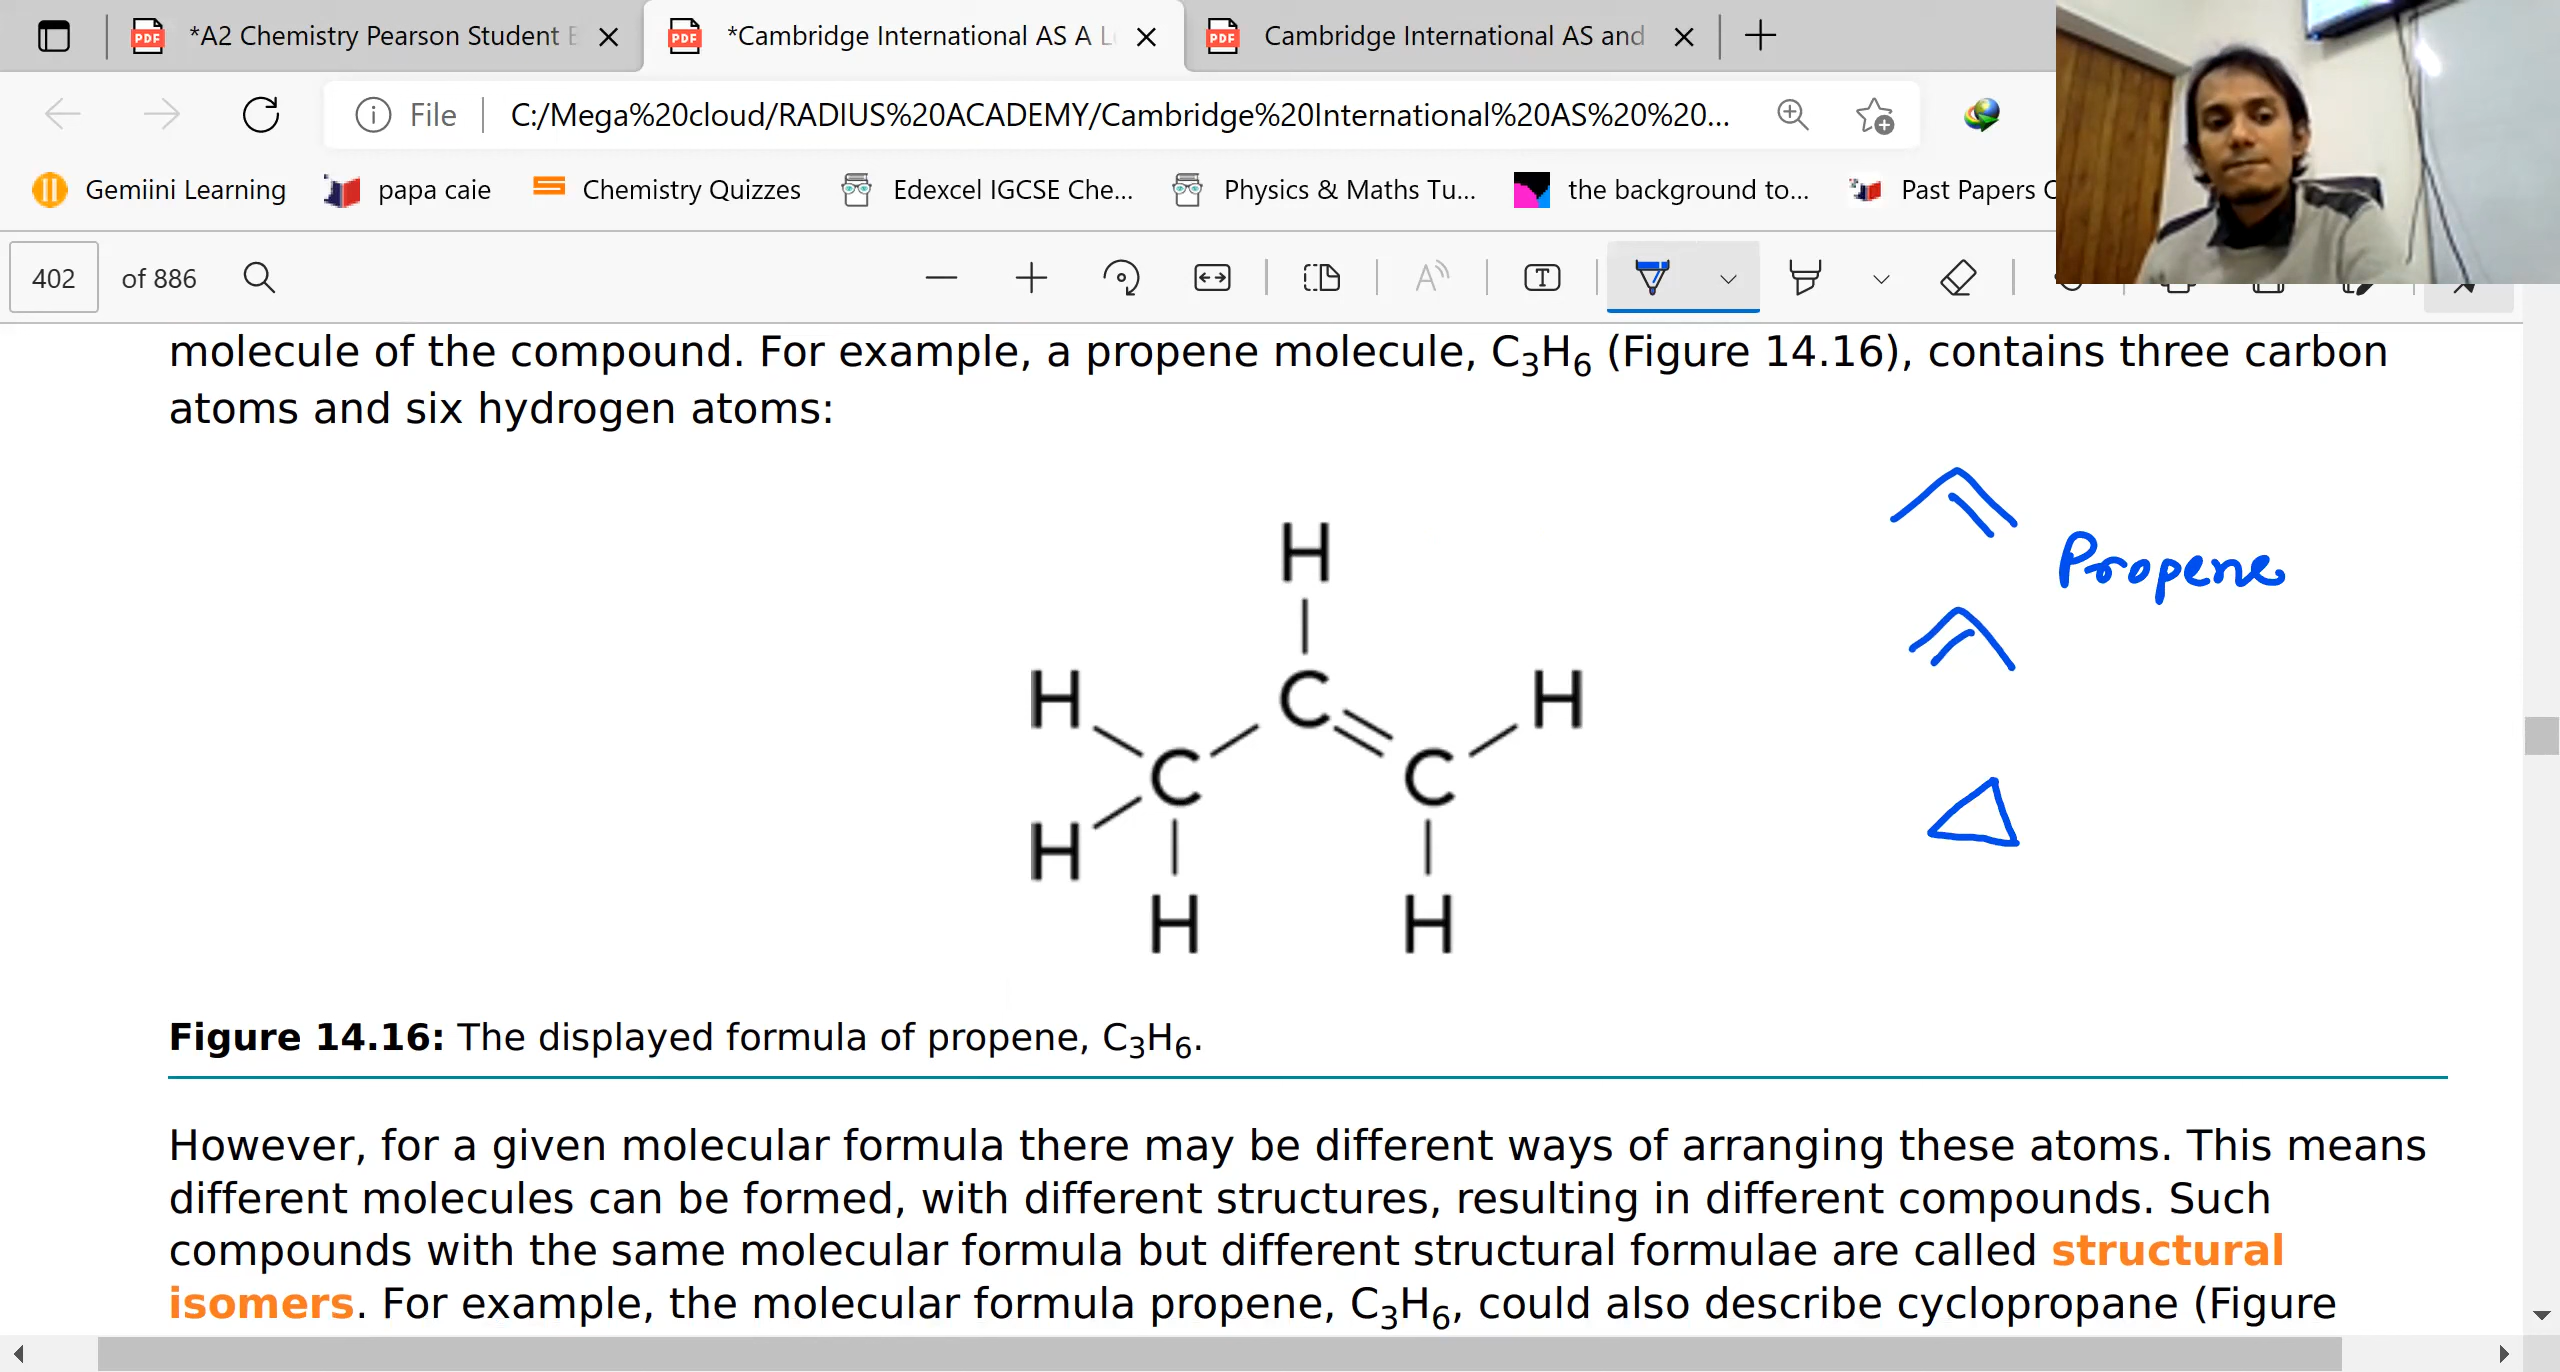 *A2 Chemistry Pearson Student
*Cambridge International AS A L
Cambridge International AS and
File
C:/Mega%20cloud/RADIUS%20ACADEMY/Cambridge%20International%20AS%20%20...
Gemiini Learning
papa caie
Chemistry Quizzes
Edexcel IGCSE Che...
Physics & Maths Tu...
the background to...
Past Papers
402 of 886
molecule of the compound. For example, a propene molecule, C₃H₆ (Figure 14.16), contains three carbon
atoms and six hydrogen atoms:
H
Propene
H C H
C C
H
H H
Figure 14.16: The displayed formula of propene, C₃H₆.
However, for a given molecular formula there may be different ways of arranging these atoms. This means
different molecules can be formed, with different structures, resulting in different compounds. Such
compounds with the same molecular formula but different structural formulae are called structural
isomers. For example, the molecular formula propene, C₃H₆, could also describe cyclopropane (Figure